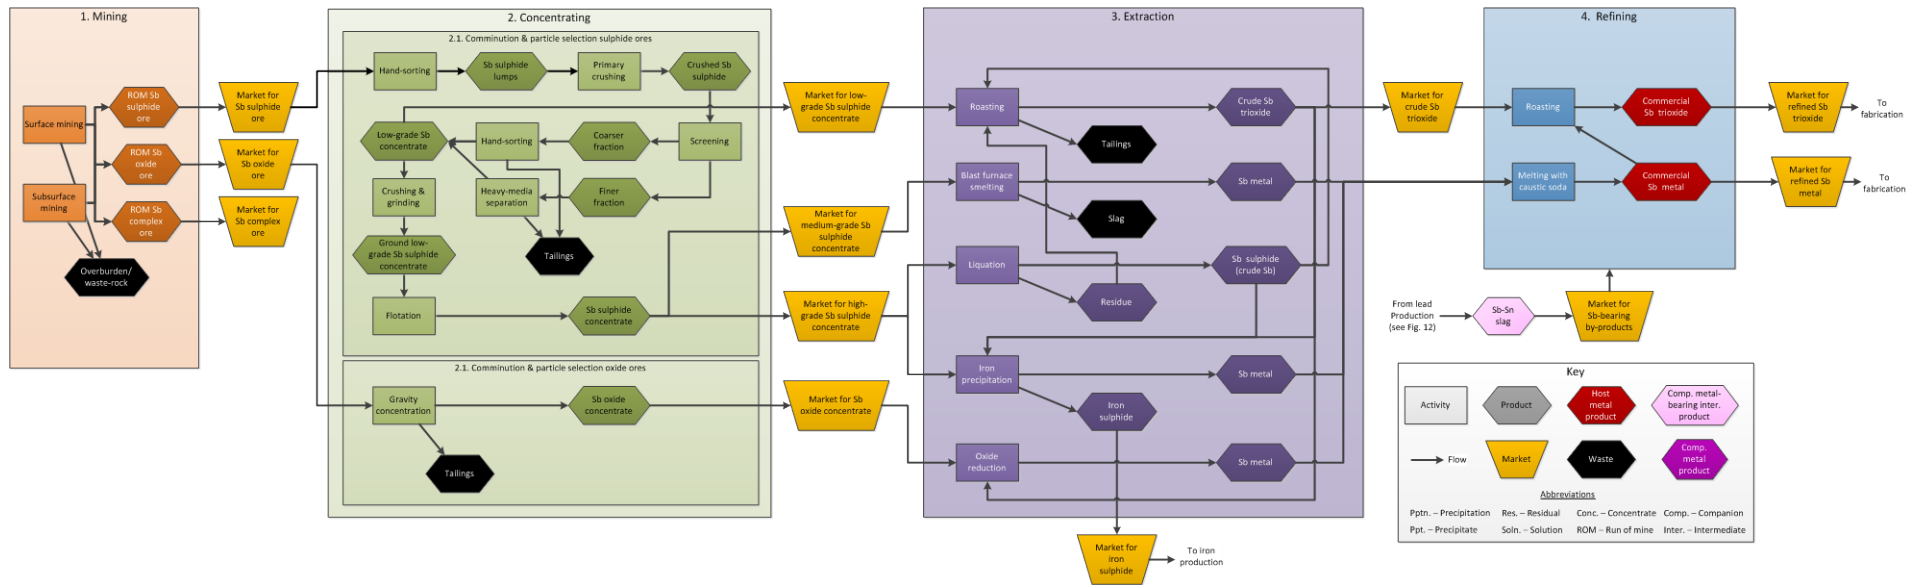 1. Mining
Surface mining
Subsurface
mining
ROM Sb
sulphide
ore
ROM Sb
oxide
ore
ROM Sb
complex
ore
Overburden/
waste-rock
Market for
Sb sulphide
ore
Market for
Sb oxide
ore
Market for
Sb complex
ore
2. Concentrating
2.1. Comminution & particle selection sulphide ores
Hand-sorting
Sb sulphide
lumps
Primary
crushing
Crushed Sb
sulphide
Low-grade Sb
concentrate
Hand-sorting
Coarser
fraction
Screening
Crushing &
grinding
Heavy-media
separation
Finer
fraction
Ground low-
grade Sb sulphide
concentrate
Tailings
Flotation
Sb sulphide
concentrate
2.1. Comminution & particle selection oxide ores
Gravity
concentration
Sb oxide
concentrate
Tailings
Market for low-
grade Sb sulphide
concentrate
Market for
medium-grade Sb
sulphide
concentrate
Market for high-
grade Sb sulphide
concentrate
Market for Sb
oxide concentrate
3. Extraction
Roasting
Crude Sb
trioxide
Tailings
Blast furnace
smelting
Sb metal
Slag
Liquation
Sb sulphide
(crude Sb)
Residue
Iron
precipitation
Sb metal
Iron
sulphide
Oxide
reduction
Sb metal
Market for
iron
sulphide
To iron
production
Market for
crude Sb
trioxide
4. Refining
Roasting
Commercial
Sb trioxide
Melting with
caustic soda
Commercial
Sb metal
Market for
refined Sb
trioxide
To
fabrication
Market for
refined Sb
metal
To
fabrication
From lead
Production
(see Fig. 12)
Sb-Sn
slag
Market for
Sb-bearing
by-products
Key
Activity
Product
Host
metal
product
Comp. metal-
bearing inter.
product
Flow
Market
Waste
Comp.
metal
product
Abbreviations
Pptn. – Precipitation
Res. – Residual
Conc. – Concentrate
Comp. – Companion
Ppt. – Precipitate
Soln. – Solution
ROM – Run of mine
Inter. – Intermediate